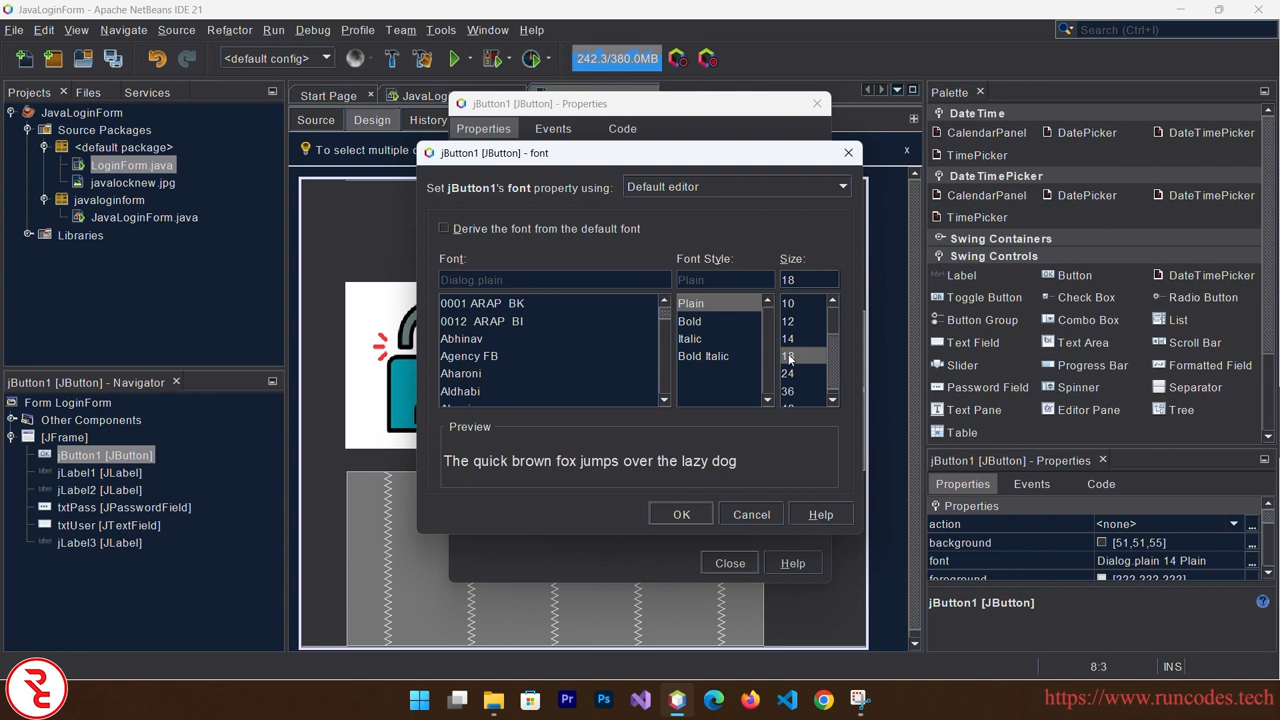 JavaLoginForm - Apache NetBeans IDE 21
File Edit View Navigate Source Refactor Run Debug Profile Team Tools Window Help
Search (Ctrl+I)
<default config>
242.3/380.0MB
Projects Files Services
JavaLoginForm
Source Packages
<default package>
LoginForm.java
javalocknew.jpg
javaloginform
JavaLoginForm.java
Libraries
jButton1 [JButton] - Navigator
Form LoginForm
Other Components
[JFrame]
jButton1 [JButton]
jLabel1 [JLabel]
jLabel2 [JLabel]
txtPass [JPasswordField]
txtUser [JTextField]
jLabel3 [JLabel]
Start Page
Source Design History
To select multiple
jButton1 [JButton] - Properties
Properties Events Code
jButton1 [JButton] - font
Set jButton1's font property using: Default editor
Derive the font from the default font
Font: Font Style: Size:
Dialog.plain Plain 18
0001 ARAP BK Plain 10
0012 ARAP BI Bold 12
Abhinav Italic 14
Agency FB Bold Italic 18
Aharoni 24
Aldhabi 36
Preview
The quick brown fox jumps over the lazy dog
OK Cancel Help
Close Help
Palette
DateTime
CalendarPanel DatePicker DateTimePicker
TimePicker
DateTimePicker
CalendarPanel DatePicker DateTimePicker
TimePicker
Swing Containers
Swing Controls
Label Button DateTimePicker
Toggle Button Check Box Radio Button
Button Group Combo Box List
Text Field Text Area Scroll Bar
Slider Progress Bar Formatted Field
Password Field Spinner Separator
Text Pane Editor Pane Tree
Table
jButton1 [JButton] - Properties
Properties Events Code
Properties
action <none>
background [51,51,55]
font Dialog.plain 14 Plain
foreground [222,222,222]
jButton1 [JButton]
8:3 INS
https://www.runcodes.tech